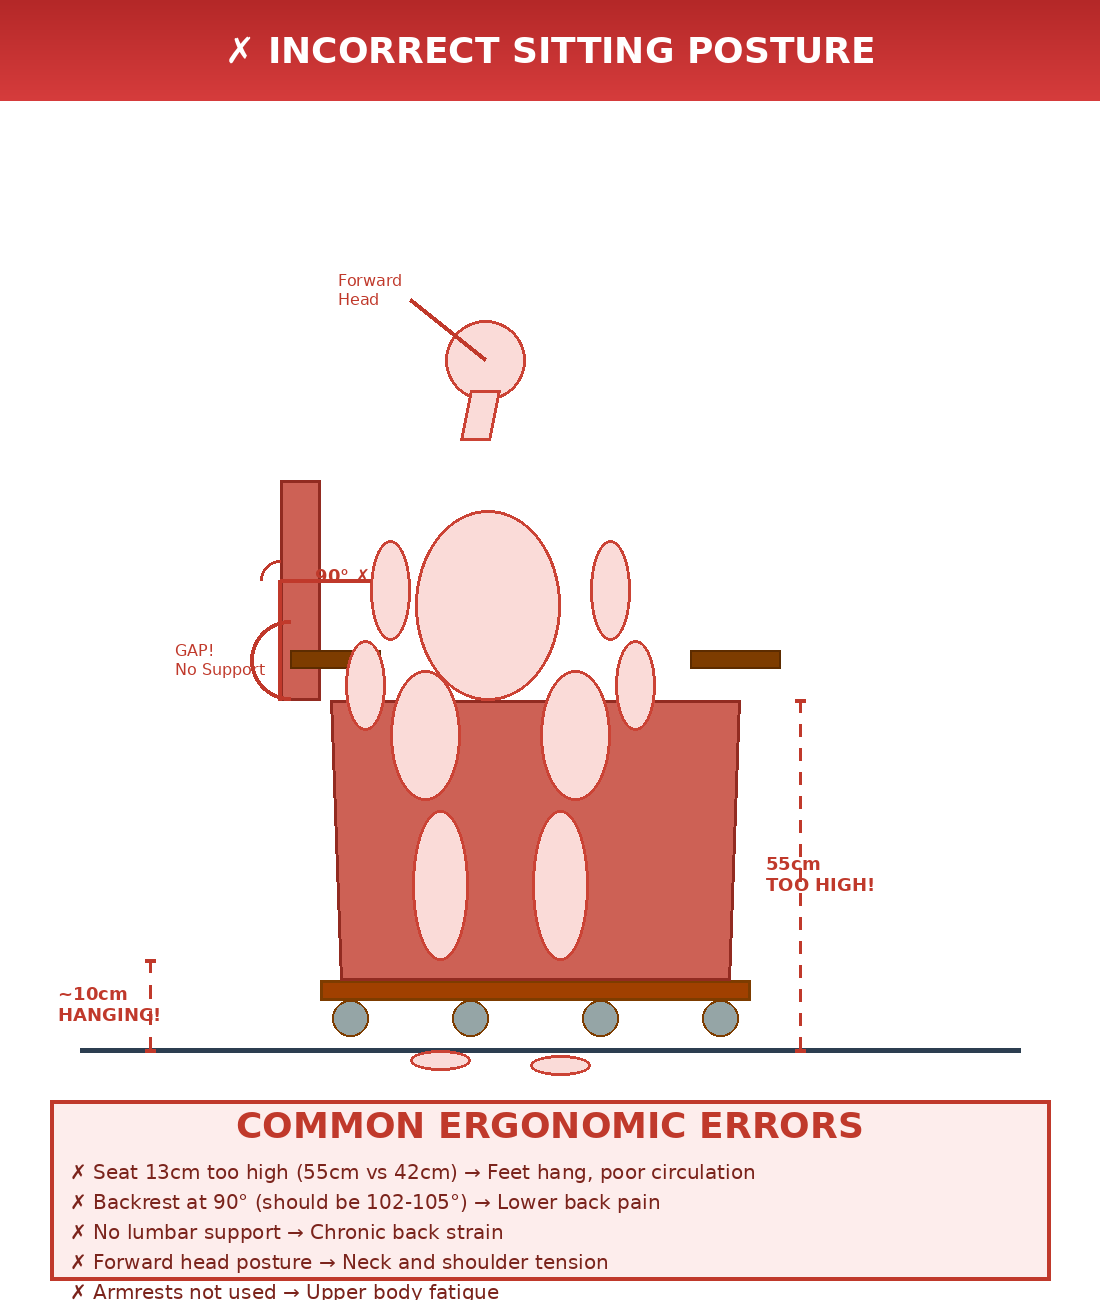 ✗ INCORRECT SITTING POSTURE
Forward
Head
90° ✗
GAP!
No Support
55cm
TOO HIGH!
~10cm
HANGING!
COMMON ERGONOMIC ERRORS
✗ Seat 13cm too high (55cm vs 42cm) → Feet hang, poor circulation
✗ Backrest at 90° (should be 102-105°) → Lower back pain
✗ No lumbar support → Chronic back strain
✗ Forward head posture → Neck and shoulder tension
✗ Armrests not used → Upper body fatigue